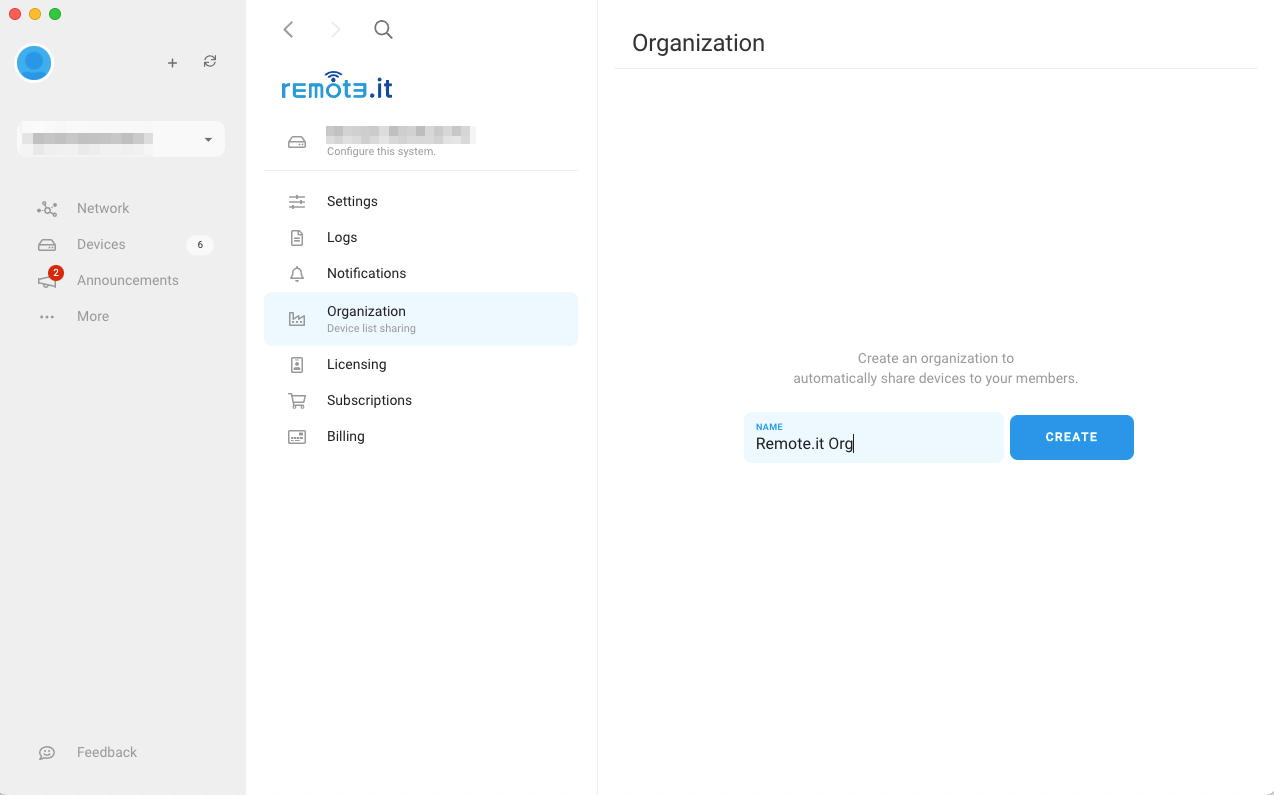 Network
Devices
6
2
Announcements
More
Feedback
remote.it
Configure this system.
Settings
Logs
Notifications
Organization
Device list sharing
Licensing
Subscriptions
Billing
Organization
Create an organization to
automatically share devices to your members.
NAME
Remote.it Org
CREATE